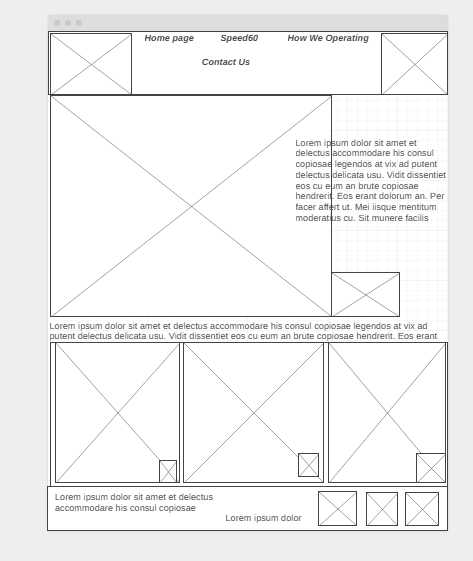 Home page Speed60 How We Operating
Contact Us
Lorem ipsum dolor sit amet et
delectus accommodare his consul
copiosae legendos at vix ad putent
delectus delicata usu. Vidit dissentiet
eos cu eum an brute copiosae
hendrerit. Eos erant dolorum an. Per
facer affert ut. Mei iisque mentitum
moderatius cu. Sit munere facilis
Lorem ipsum dolor sit amet et delectus accommodare his consul copiosae legendos at vix ad
putent delectus delicata usu. Vidit dissentiet eos cu eum an brute copiosae hendrerit. Eos erant
Lorem ipsum dolor sit amet et delectus
accommodare his consul copiosae
Lorem ipsum dolor